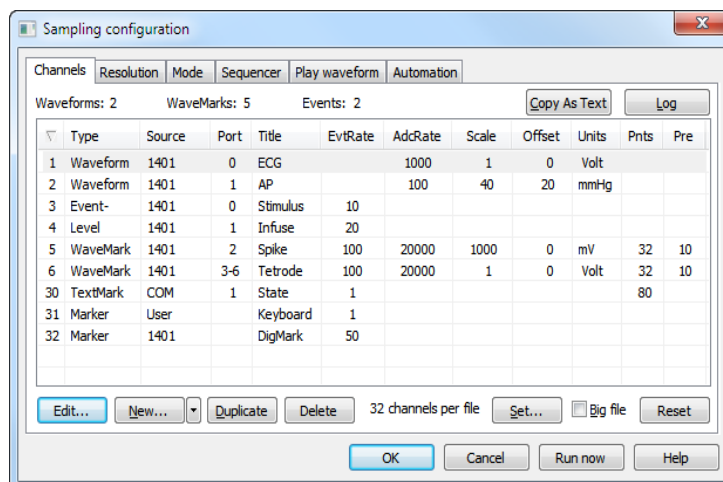 Sampling configuration
Channels Resolution Mode Sequencer Play waveform Automation
Waveforms: 2 WaveMarks: 5 Events: 2 Copy As Text Log
Type Source Port Title EvtRate AdcRate Scale Offset Units Pnts Pre
1 Waveform 1401 0 ECG 1000 1 0 Volt
2 Waveform 1401 1 AP 100 40 20 mmHg
3 Event- 1401 0 Stimulus 10
4 Level 1401 1 Infuse 20
5 WaveMark 1401 2 Spike 100 20000 1000 0 mV 32 10
6 WaveMark 1401 3-6 Tetrode 100 20000 1 0 Volt 32 10
30 TextMark COM 1 State 1 80
31 Marker User Keyboard 1
32 Marker 1401 DigMark 50
Edit... New... Duplicate Delete 32 channels per file Set... Big file Reset
OK Cancel Run now Help